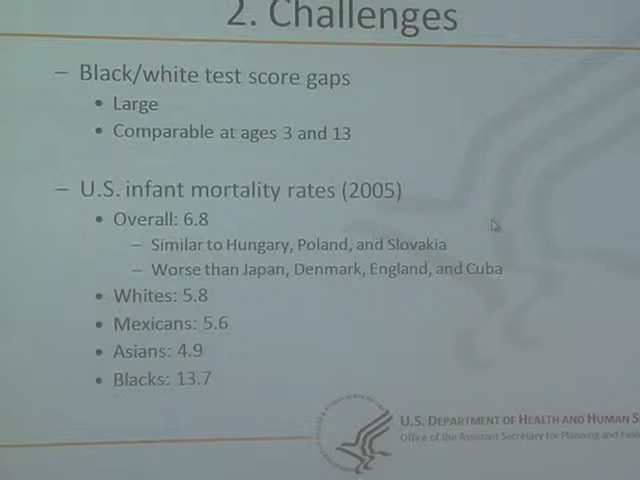 2. Challenges
– Black/white test score gaps
• Large
• Comparable at ages 3 and 13
– U.S. infant mortality rates (2005)
• Overall: 6.8
– Similar to Hungary, Poland, and Slovakia
– Worse than Japan, Denmark, England, and Cuba
• Whites: 5.8
• Mexicans: 5.6
• Asians: 4.9
• Blacks: 13.7
U.S. DEPARTMENT OF HEALTH AND HUMAN S
Office of the Assistant Secretary for Planning and Eval